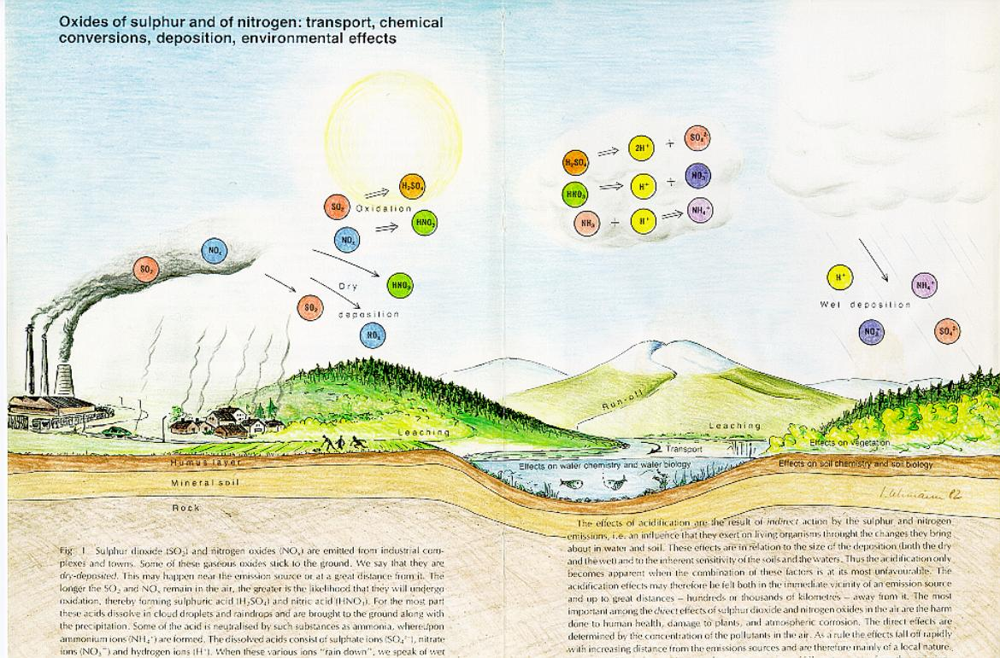 Oxides of sulphur and of nitrogen: transport, chemical
conversions, deposition, environmental effects
H₂SO₄
SO₂
Oxidation
HNO₃
NOₓ
NOₓ
SO₂
HNO₃
Dry
SO₂
deposition
NOₓ
H₂SO₄ ⇒ 2H⁺ + SO₄²⁻
HNO₃ ⇒ H⁺ + NO₃⁻
NH₃ + H⁺ ⇒ NH₄⁺
H⁺
NH₄⁺
Wet deposition
NO₃⁻
SO₄²⁻
Run-off
Leaching
Leaching
Transport
Effects on vegetation
Effects on water chemistry and water biology
Effects on soil chemistry and soil biology
Humus layer
Mineral soil
Rock
82
Fig. 1 Sulphur dioxide (SO₂) and nitrogen oxides (NOₓ) are emitted from industrial com-
plexes and towns. Some of these gaseous oxides stick to the ground. We say that they are
dry-deposited. This may happen near the emission source or at a great distance from it. The
longer the SO₂ and NOₓ remain in the air, the greater is the likelihood that they will undergo
oxidation, thereby forming sulphuric acid (H₂SO₄) and nitric acid (HNO₃). For the most part
these acids dissolve in cloud droplets and raindrops and are brought to the ground along with
the precipitation. Some of the acid is neutralised by such substances as ammonia, whereupon
ammonium ions (NH₄⁺) are formed. The dissolved acids consist of sulphate ions (SO₄²⁻), nitrate
ions (NO₃⁻) and hydrogen ions (H⁺). When these various ions "rain down", we speak of wet
The effects of acidification are the result of indirect action by the sulphur and nitrogen
emissions, i.e. an influence that they exert on living organisms throught the changes they bring
about in water and soil. These effects are in relation to the size of the deposition (both the dry
and the wet) and to the inherent sensitivity of the soils and the waters. Thus the acidification only
becomes apparent when the combination of these factors is at its most unfavourable. The
acidification effects may therefore be felt both in the immediate vicinity of an emission source
and up to great distances – hundreds or thousands of kilometres – away from it. The most
important among the direct effects of sulphur dioxide and nitrogen oxides in the air are the harm
done to human health, damage to plants, and atmospheric corrosion. The direct effects are
determined by the concentration of the pollutants in the air. As a rule the effects fall off rapidly
with increasing distance from the emissions sources and are therefore mainly of a local nature.